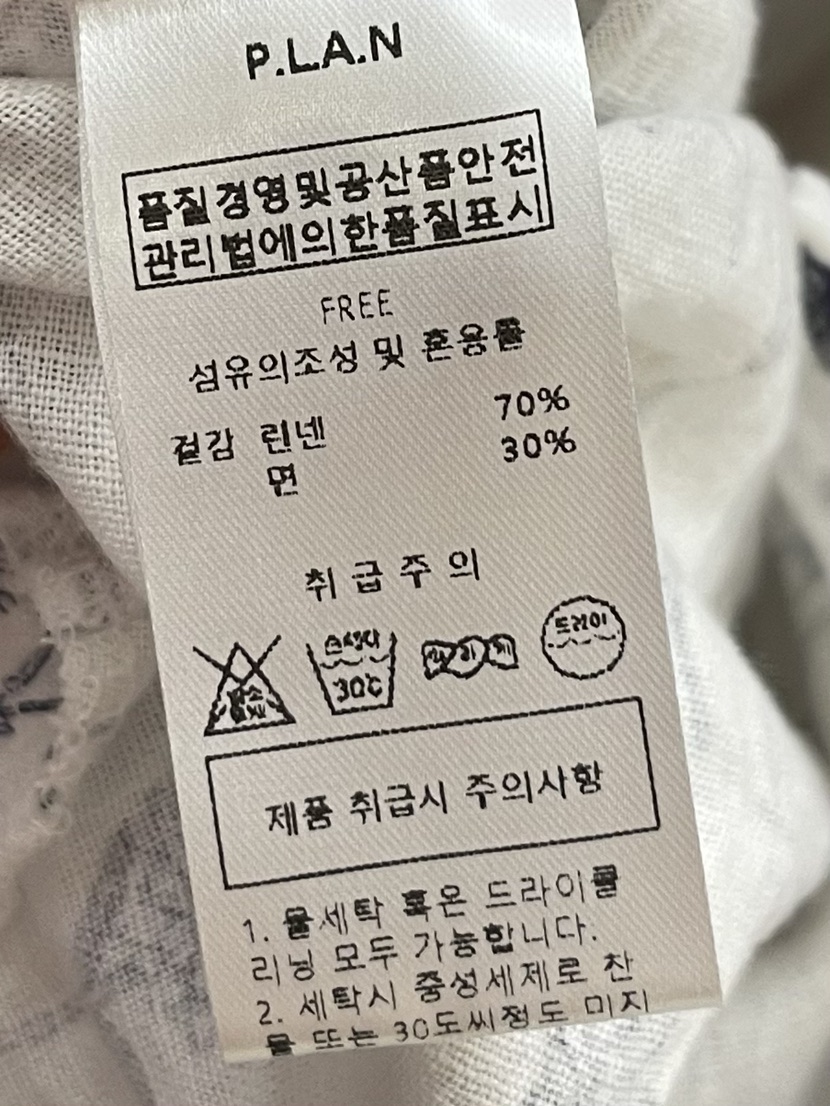 P.L.A.N
품질경영및공산품안전
관리법에의한품질표시
FREE
섬유의조성 및 혼용률
겉감 린넨 70%
면 30%
취급주의
염소 표백
손세탁
30℃
드라이
제품 취급시 주의사항
1. 물세탁 혹은 드라이클
리닝 모두 가능합니다.
2. 세탁시 중성세제로 찬
물 또는 30도씨정도 미지